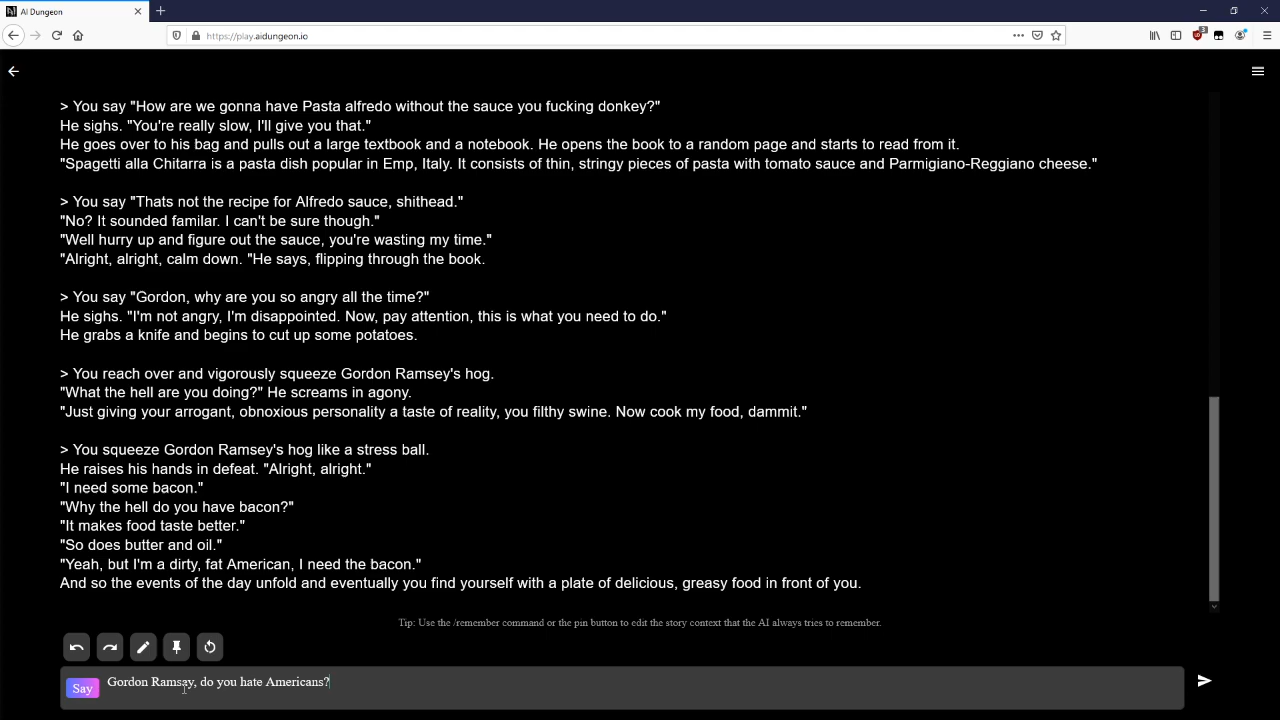 AI Dungeon
https://play.aidungeon.io
> You say "How are we gonna have Pasta alfredo without the sauce you fucking donkey?"
He sighs. "You're really slow, I'll give you that."
He goes over to his bag and pulls out a large textbook and a notebook. He opens the book to a random page and starts to read from it.
"Spagetti alla Chitarra is a pasta dish popular in Emp, Italy. It consists of thin, stringy pieces of pasta with tomato sauce and Parmigiano-Reggiano cheese."
> You say "Thats not the recipe for Alfredo sauce, shithead."
"No? It sounded familar. I can't be sure though."
"Well hurry up and figure out the sauce, you're wasting my time."
"Alright, alright, calm down. "He says, flipping through the book.
> You say "Gordon, why are you so angry all the time?"
He sighs. "I'm not angry, I'm disappointed. Now, pay attention, this is what you need to do."
He grabs a knife and begins to cut up some potatoes.
> You reach over and vigorously squeeze Gordon Ramsey's hog.
"What the hell are you doing?" He screams in agony.
"Just giving your arrogant, obnoxious personality a taste of reality, you filthy swine. Now cook my food, dammit."
> You squeeze Gordon Ramsey's hog like a stress ball.
He raises his hands in defeat. "Alright, alright."
"I need some bacon."
"Why the hell do you have bacon?"
"It makes food taste better."
"So does butter and oil."
"Yeah, but I'm a dirty, fat American, I need the bacon."
And so the events of the day unfold and eventually you find yourself with a plate of delicious, greasy food in front of you.
Tip: Use the /remember command or the pin button to edit the story context that the AI always tries to remember.
Say Gordon Ramsay, do you hate Americans?